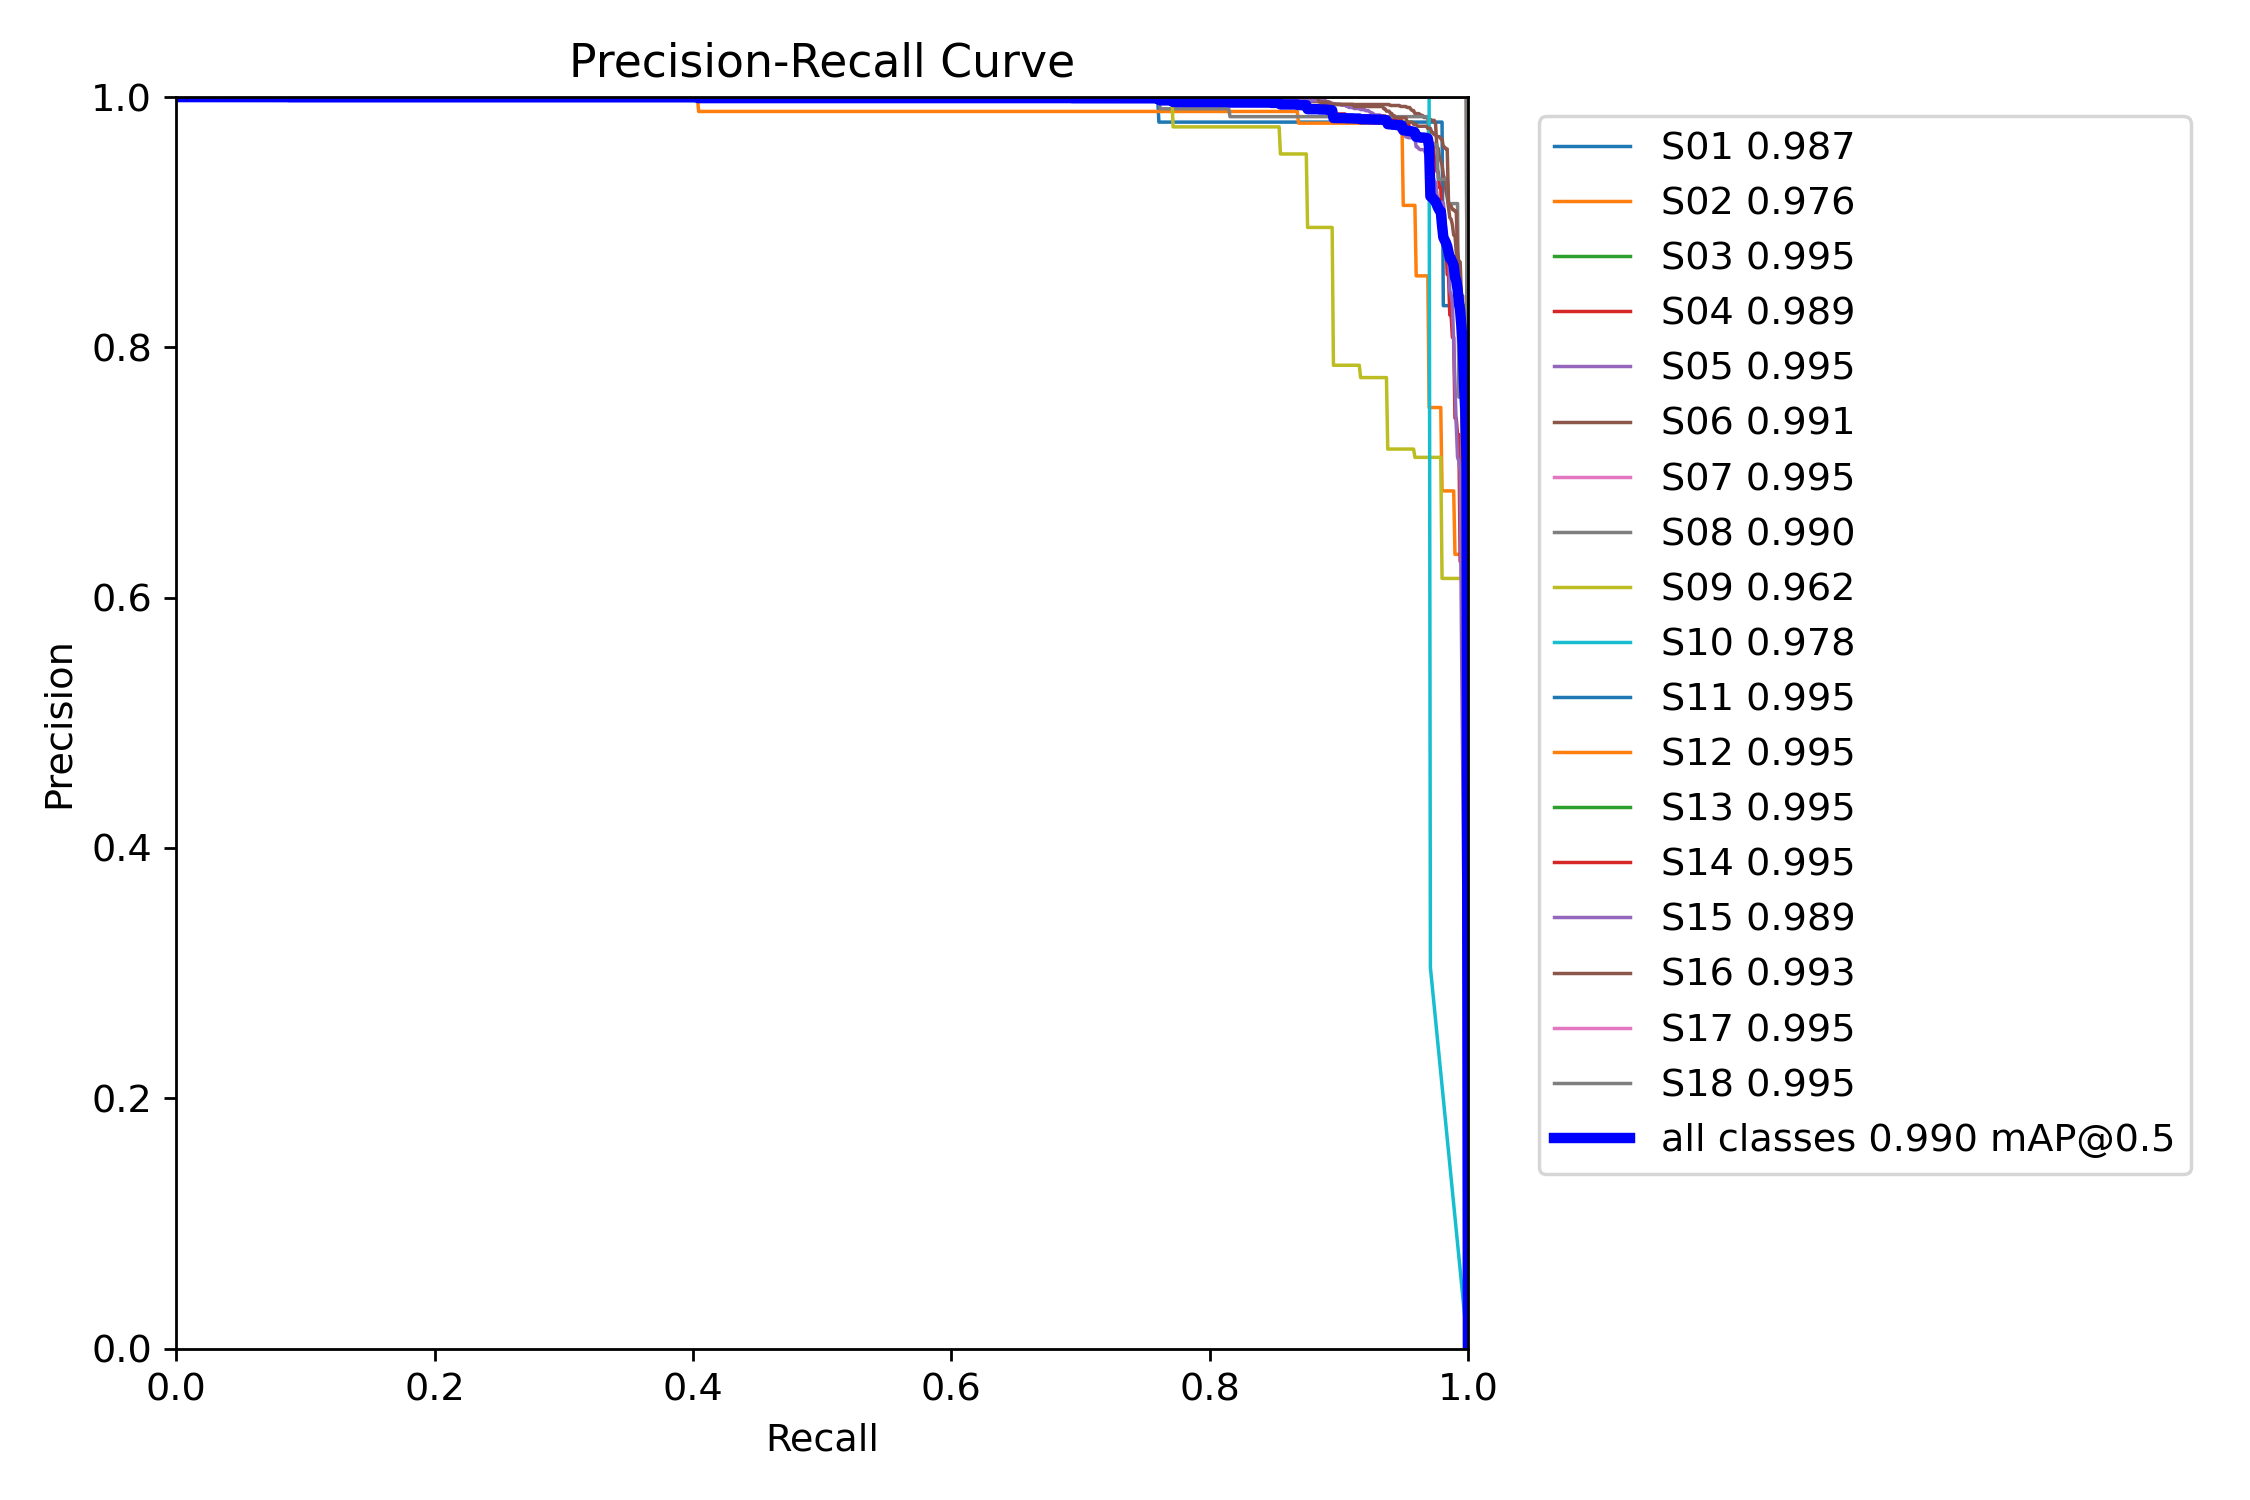 Precision-Recall Curve
1.0
0.8
0.6
0.4
0.2
0.0
Precision
0.0 0.2 0.4 0.6 0.8 1.0
Recall
S01 0.987
S02 0.976
S03 0.995
S04 0.989
S05 0.995
S06 0.991
S07 0.995
S08 0.990
S09 0.962
S10 0.978
S11 0.995
S12 0.995
S13 0.995
S14 0.995
S15 0.989
S16 0.993
S17 0.995
S18 0.995
all classes 0.990 mAP@0.5